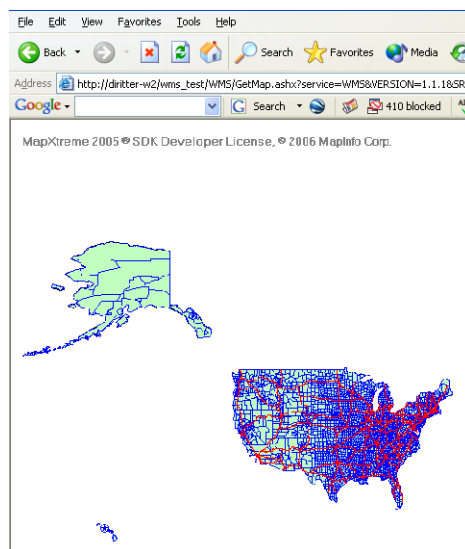 File Edit View Favorites Tools Help
Back Search Favorites Media
Address http://diritter-w2/wms_test/WMS/GetMap.ashx?service=WMS&VERSION=1.1.1&SR
Google Search 410 blocked
MapXtreme 2005 ® SDK Developer License, © 2006 MapInfo Corp.